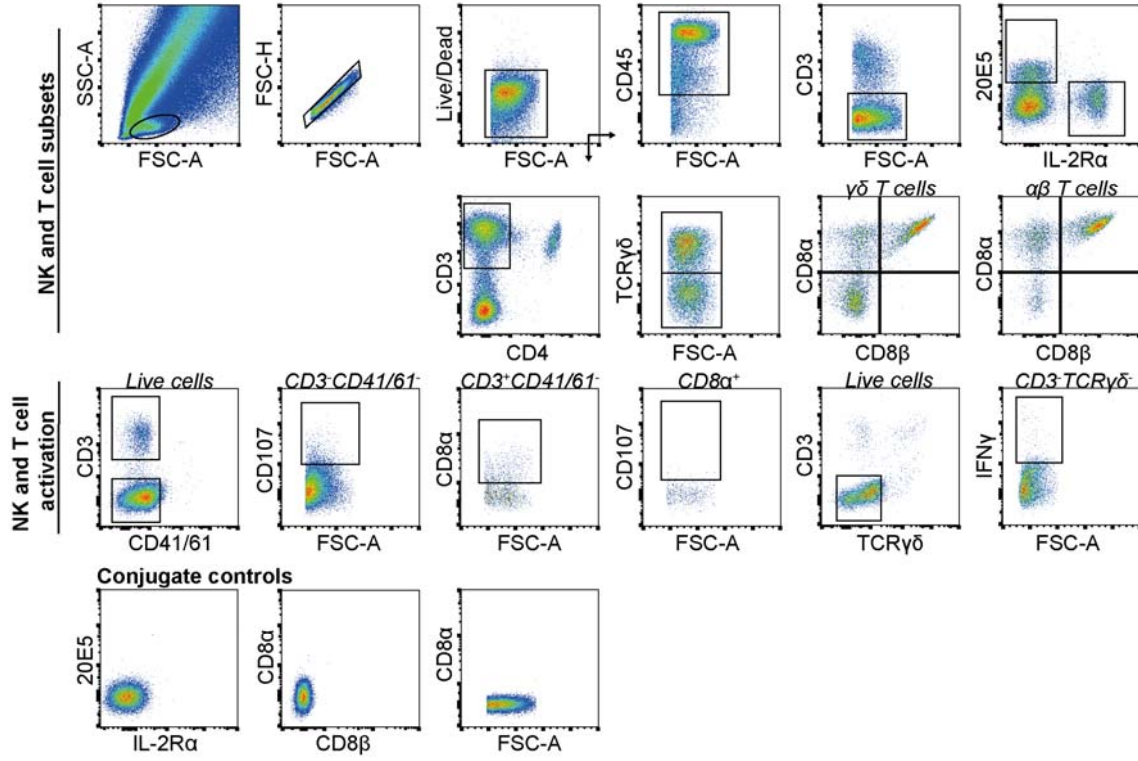 NK and T cell subsets
SSC-A
FSC-A
FSC-H
FSC-A
Live/Dead
FSC-A
CD45
FSC-A
CD3
FSC-A
20E5
IL-2Rα
CD3
CD4
TCRγδ
FSC-A
γδ T cells
CD8α
CD8β
αβ T cells
CD8α
CD8β
NK and T cell
activation
Live cells
CD3
CD41/61
CD3⁻CD41/61⁻
CD107
FSC-A
CD3⁺CD41/61⁻
CD8α
FSC-A
CD8α⁺
CD107
FSC-A
Live cells
CD3
TCRγδ
CD3⁻TCRγδ⁻
IFNγ
FSC-A
Conjugate controls
20E5
IL-2Rα
CD8α
CD8β
CD8α
FSC-A